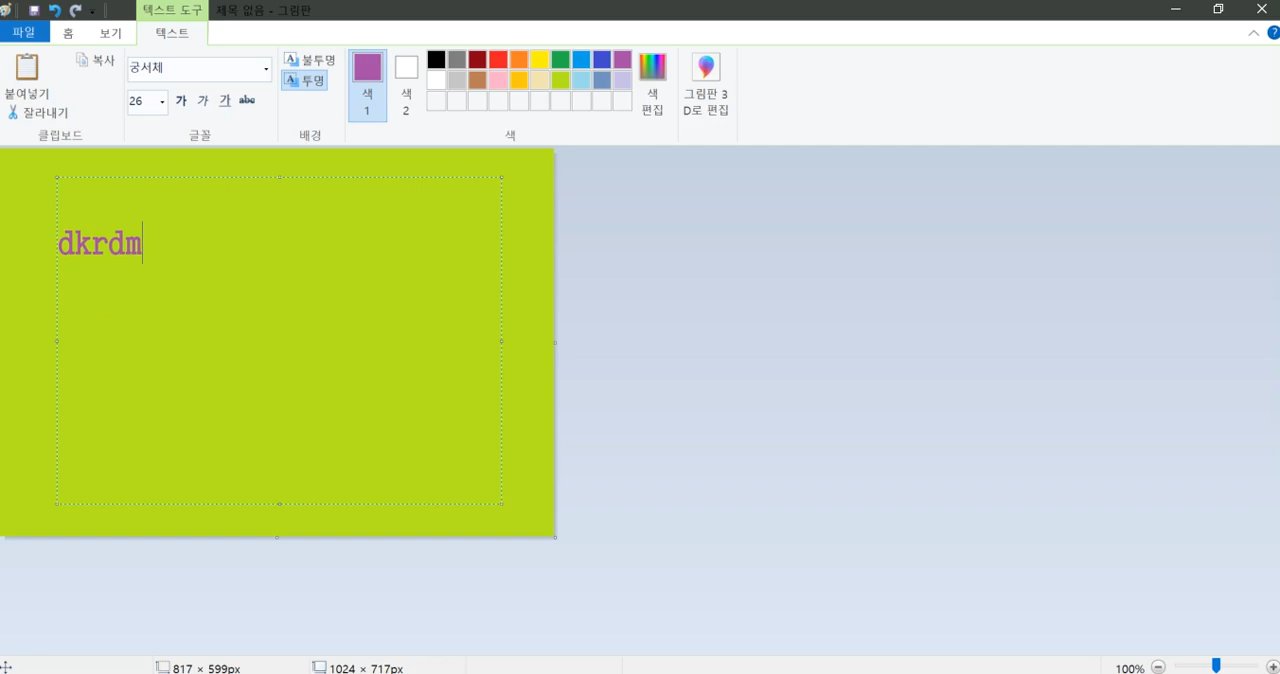 텍스트 도구 제목 없음 - 그림판
파일 홈 보기 텍스트
붙여넣기
복사
잘라내기
클립보드
궁서체
26 가 가 가 abc
글꼴
불투명
투명
배경
색
1
색
2
색
편집
색
그림판 3
D로 편집
dkrdm
817 × 599px 1024 × 717px 100%